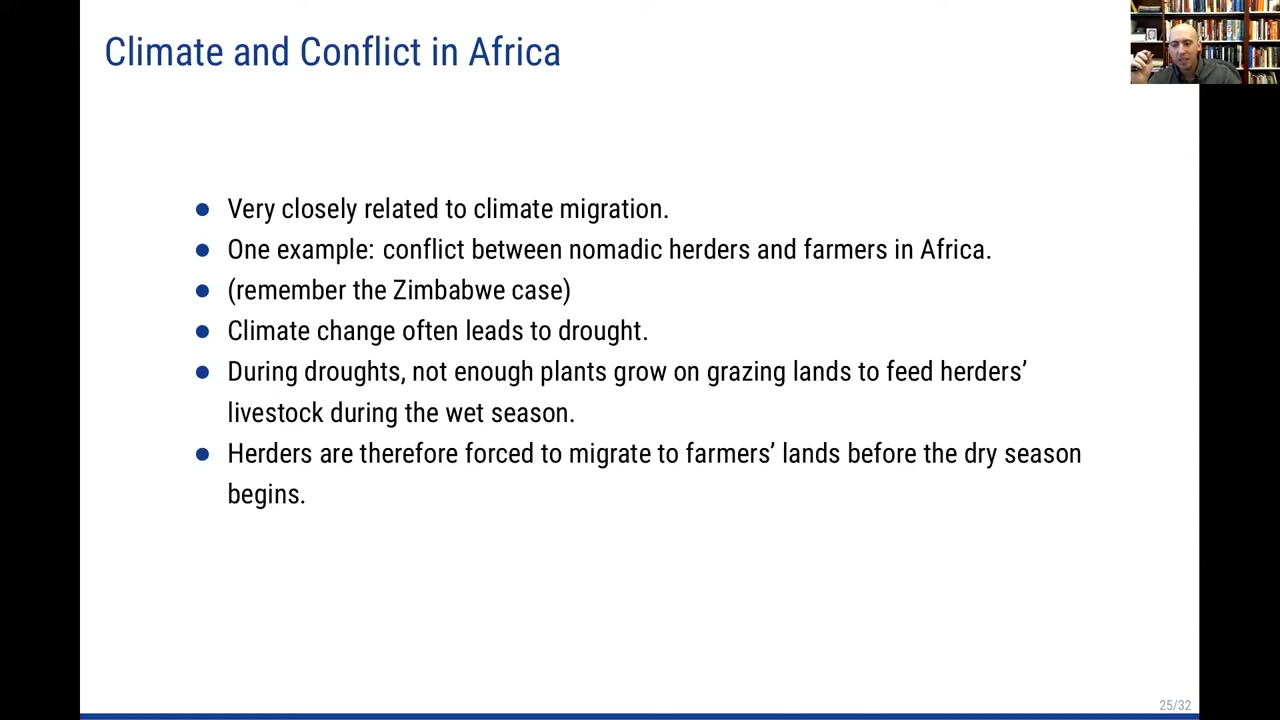 Climate and Conflict in Africa
● Very closely related to climate migration.
● One example: conflict between nomadic herders and farmers in Africa.
● (remember the Zimbabwe case)
● Climate change often leads to drought.
● During droughts, not enough plants grow on grazing lands to feed herders’
livestock during the wet season.
● Herders are therefore forced to migrate to farmers’ lands before the dry season
begins.
25/32